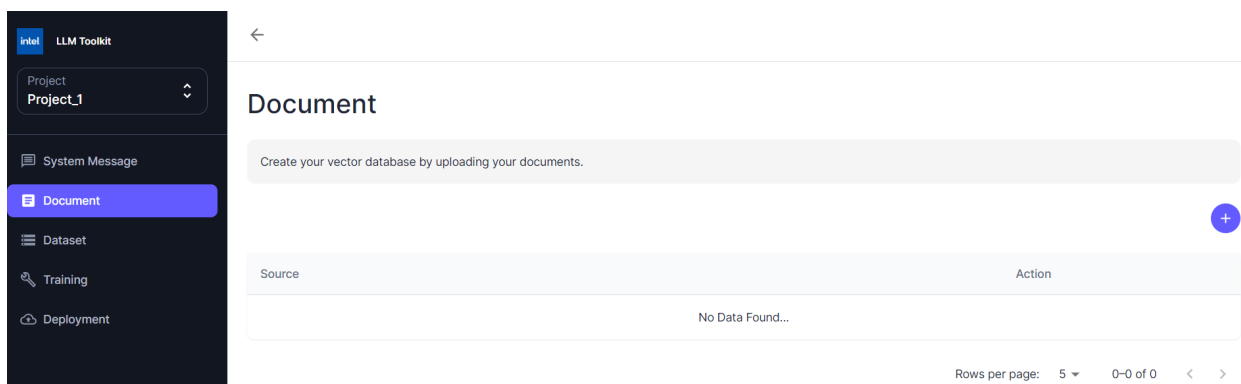 intel LLM Toolkit
Project
Project_1
System Message
Document
Dataset
Training
Deployment
Document
Create your vector database by uploading your documents.
Source Action
No Data Found...
Rows per page: 5 0–0 of 0